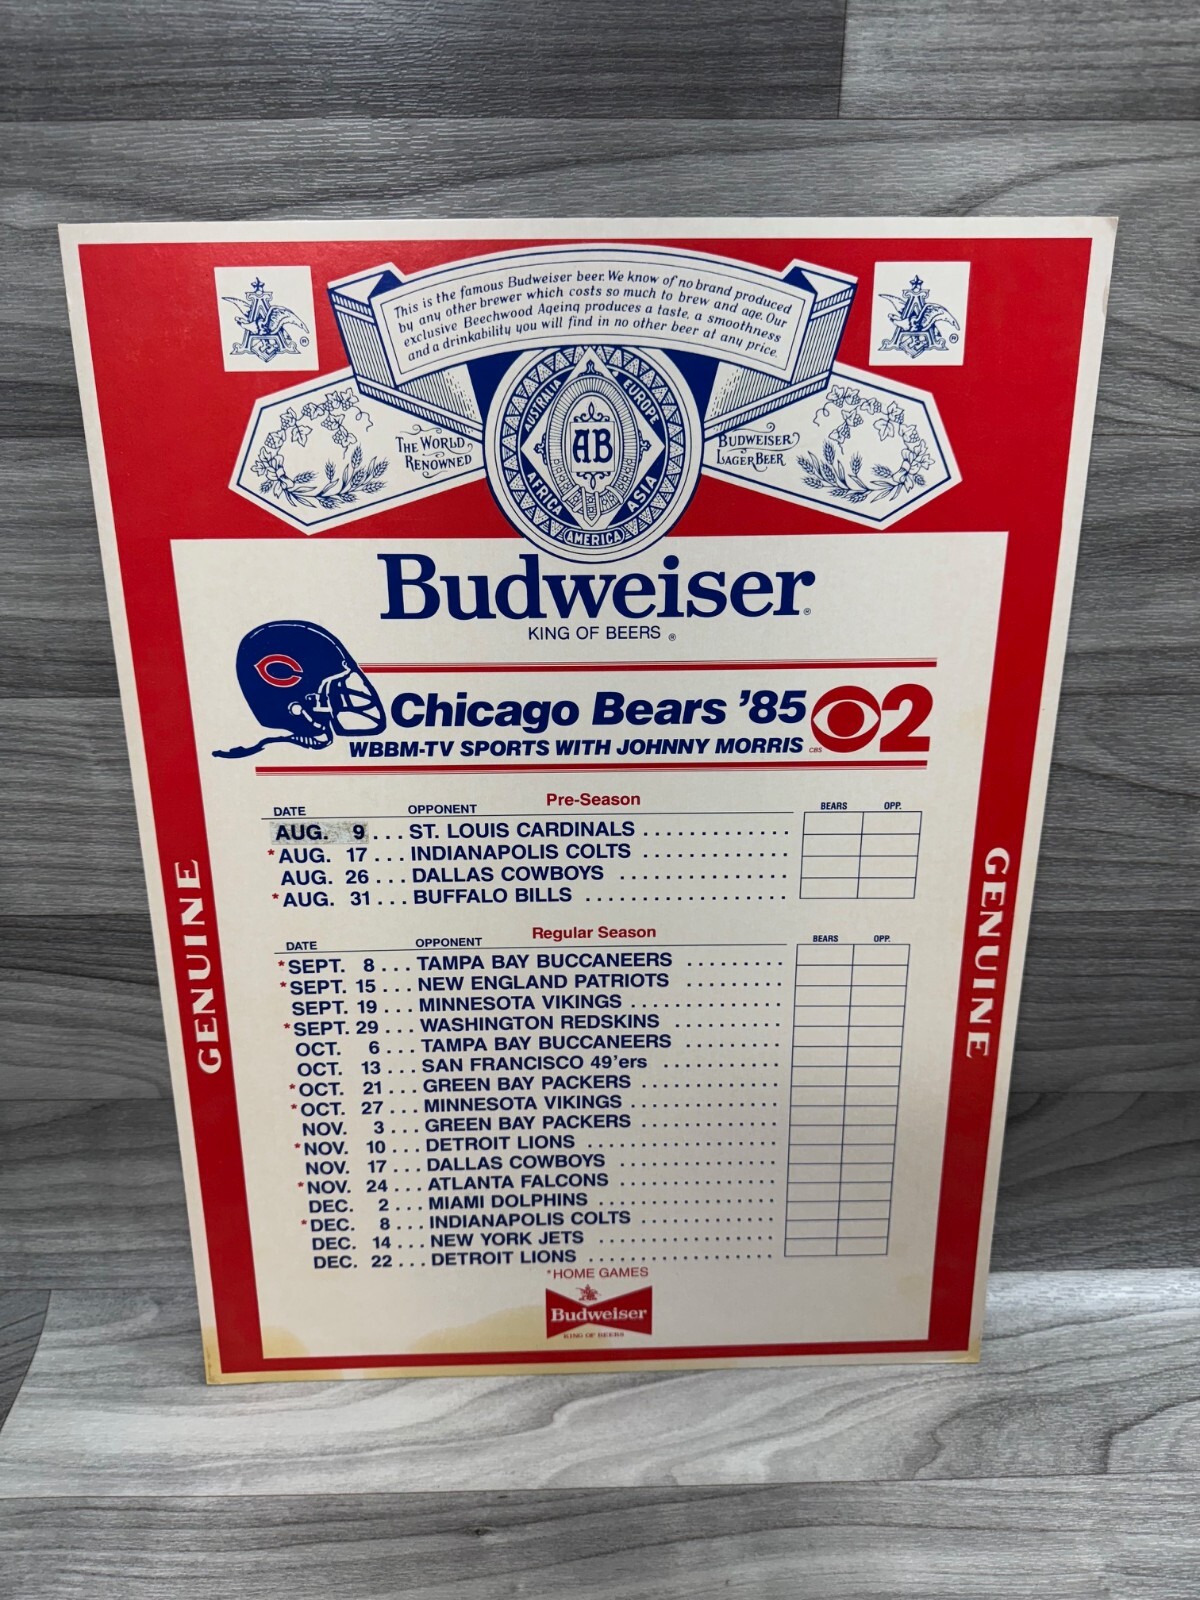 This is the famous Budweiser beer. We know of no brand produced
by any other brewer which costs so much to brew and age. Our
exclusive Beechwood Ageing produces a taste, a smoothness
and a drinkability you will find in no other beer at any price.
THE WORLD RENOWNED
AUSTRALIA
EUROPE
AB
AFRICA
ASIA
AMERICA
BUDWEISER LAGER BEER
Budweiser®
KING OF BEERS ®
C
Chicago Bears '85
WBBM-TV SPORTS WITH JOHNNY MORRIS
CBS 2
GENUINE
GENUINE
Pre-Season
DATE OPPONENT BEARS OPP.
AUG. 9 . . . ST. LOUIS CARDINALS . . . . . . . . . . . . .
*AUG. 17 . . . INDIANAPOLIS COLTS . . . . . . . . . . . . .
AUG. 26 . . . DALLAS COWBOYS . . . . . . . . . . . . . . .
*AUG. 31 . . . BUFFALO BILLS . . . . . . . . . . . . . . . . . .
Regular Season
DATE OPPONENT BEARS OPP.
*SEPT. 8 . . . TAMPA BAY BUCCANEERS . . . . . . . . .
*SEPT. 15 . . . NEW ENGLAND PATRIOTS . . . . . . . . .
SEPT. 19 . . . MINNESOTA VIKINGS . . . . . . . . . . . . . .
*SEPT. 29 . . . WASHINGTON REDSKINS . . . . . . . . . .
OCT. 6 . . . TAMPA BAY BUCCANEERS . . . . . . . . . . .
OCT. 13 . . . SAN FRANCISCO 49'ers . . . . . . . . . . .
*OCT. 21 . . . GREEN BAY PACKERS . . . . . . . . . . . . .
*OCT. 27 . . . MINNESOTA VIKINGS . . . . . . . . . . . . . .
NOV. 3 . . . GREEN BAY PACKERS . . . . . . . . . . . . .
*NOV. 10 . . . DETROIT LIONS . . . . . . . . . . . . . . . . .
NOV. 17 . . . DALLAS COWBOYS . . . . . . . . . . . . . . .
*NOV. 24 . . . ATLANTA FALCONS . . . . . . . . . . . . . . .
DEC. 2 . . . MIAMI DOLPHINS . . . . . . . . . . . . . . . .
*DEC. 8 . . . INDIANAPOLIS COLTS . . . . . . . . . . . . .
DEC. 14 . . . NEW YORK JETS . . . . . . . . . . . . . . . .
DEC. 22 . . . DETROIT LIONS . . . . . . . . . . . . . . . . .
*HOME GAMES
Budweiser
KING OF BEERS